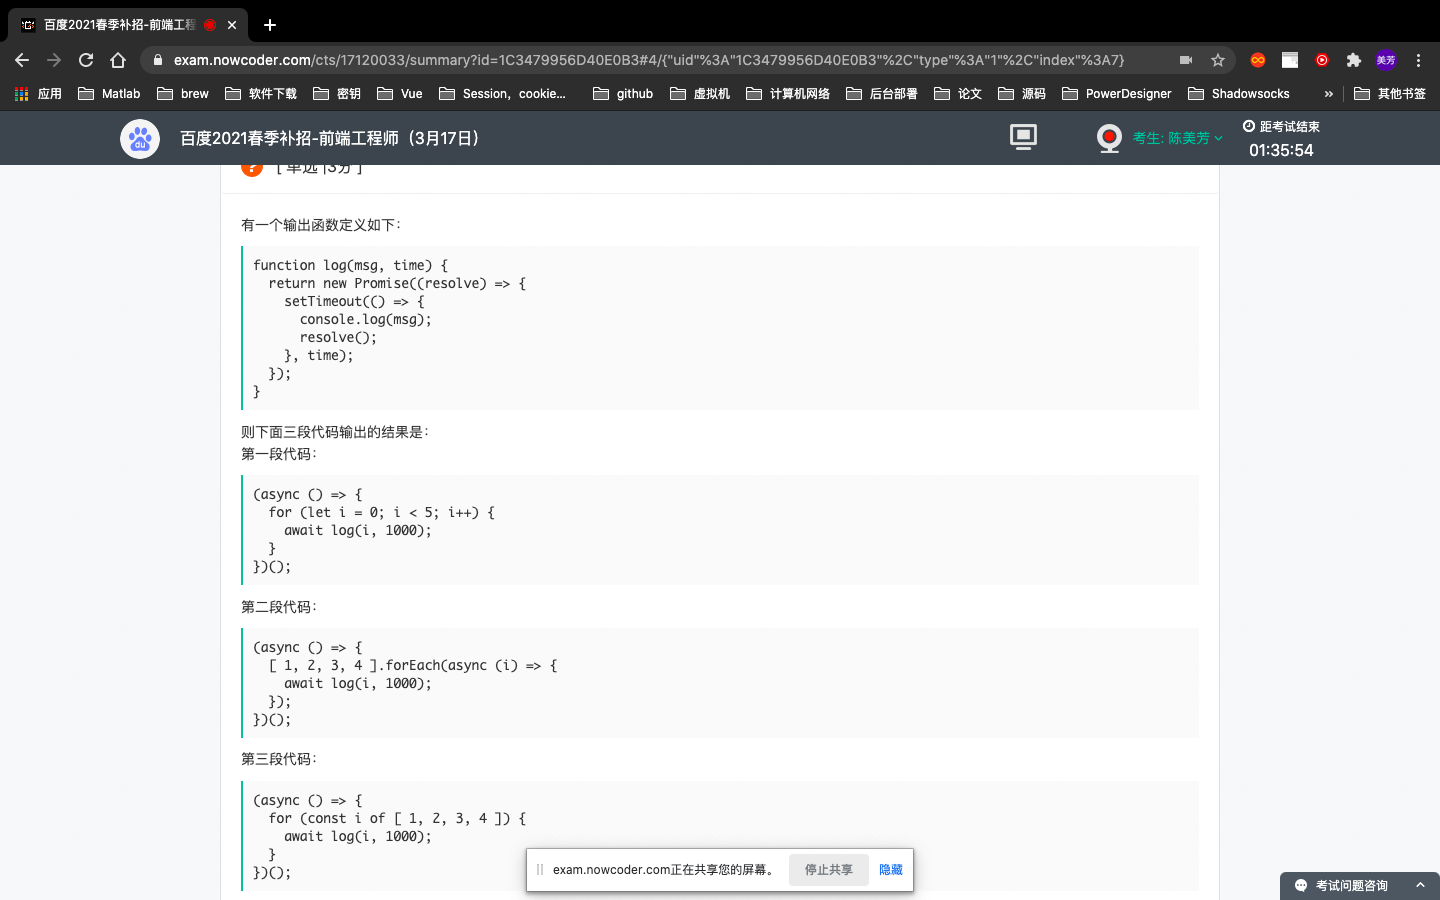 百度2021春季补招-前端工程
exam.nowcoder.com/cts/17120033/summary?id=1C3479956D40E0B3#4/{"uid"%3A"1C3479956D40E0B3"%2C"type"%3A"1"%2C"index"%3A7}
美芳
应用 Matlab brew 软件下载 密钥 Vue Session，cookie... github 虚拟机 计算机网络 后台部署 论文 源码 PowerDesigner Shadowsocks » 其他书签
du
百度2021春季补招-前端工程师（3月17日）
考生: 陈美芳
距考试结束
01:35:54
[ 单选 |3分 ]
有一个输出函数定义如下：
function log(msg, time) {
return new Promise((resolve) => {
setTimeout(() => {
console.log(msg);
resolve();
}, time);
});
}
则下面三段代码输出的结果是：
第一段代码：
(async () => {
for (let i = 0; i < 5; i++) {
await log(i, 1000);
}
})();
第二段代码：
(async () => {
[ 1, 2, 3, 4 ].forEach(async (i) => {
await log(i, 1000);
});
})();
第三段代码：
(async () => {
for (const i of [ 1, 2, 3, 4 ]) {
await log(i, 1000);
}
})();
exam.nowcoder.com正在共享您的屏幕。 停止共享 隐藏
考试问题咨询